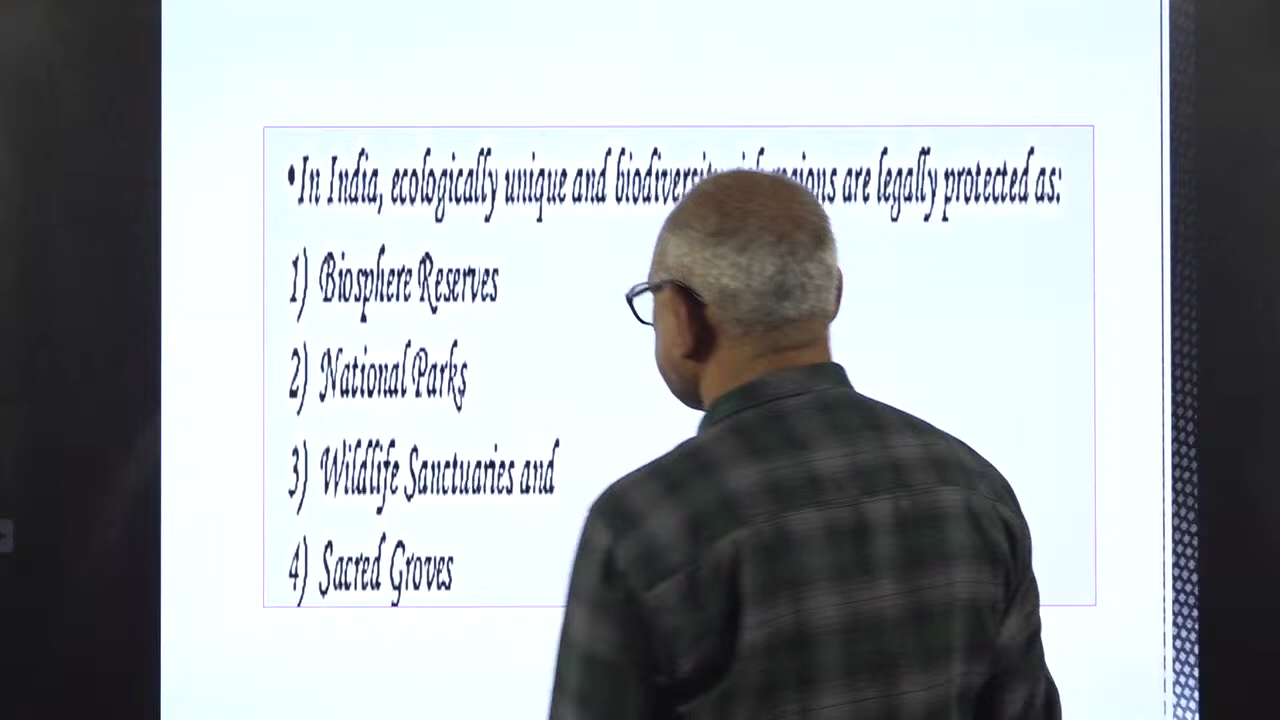 •In India, ecologically unique and regions are legally protected as:
1) Biosphere Reserves
2) National Parks
3) Wildlife Sanctuaries and
4) Sacred Groves